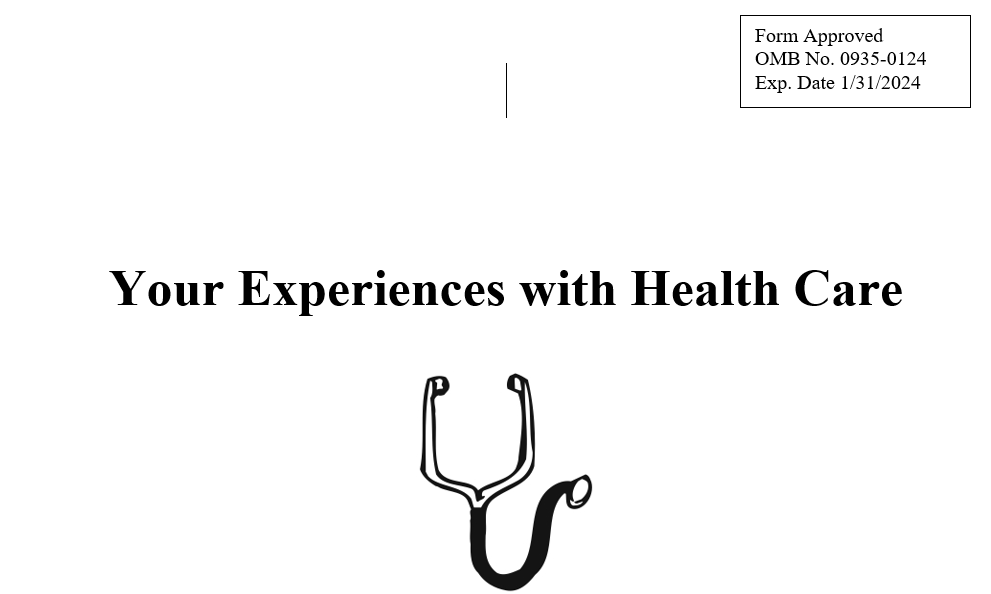 Form Approved
OMB No. 0935-0124
Exp. Date 1/31/2024
Your Experiences with Health Care